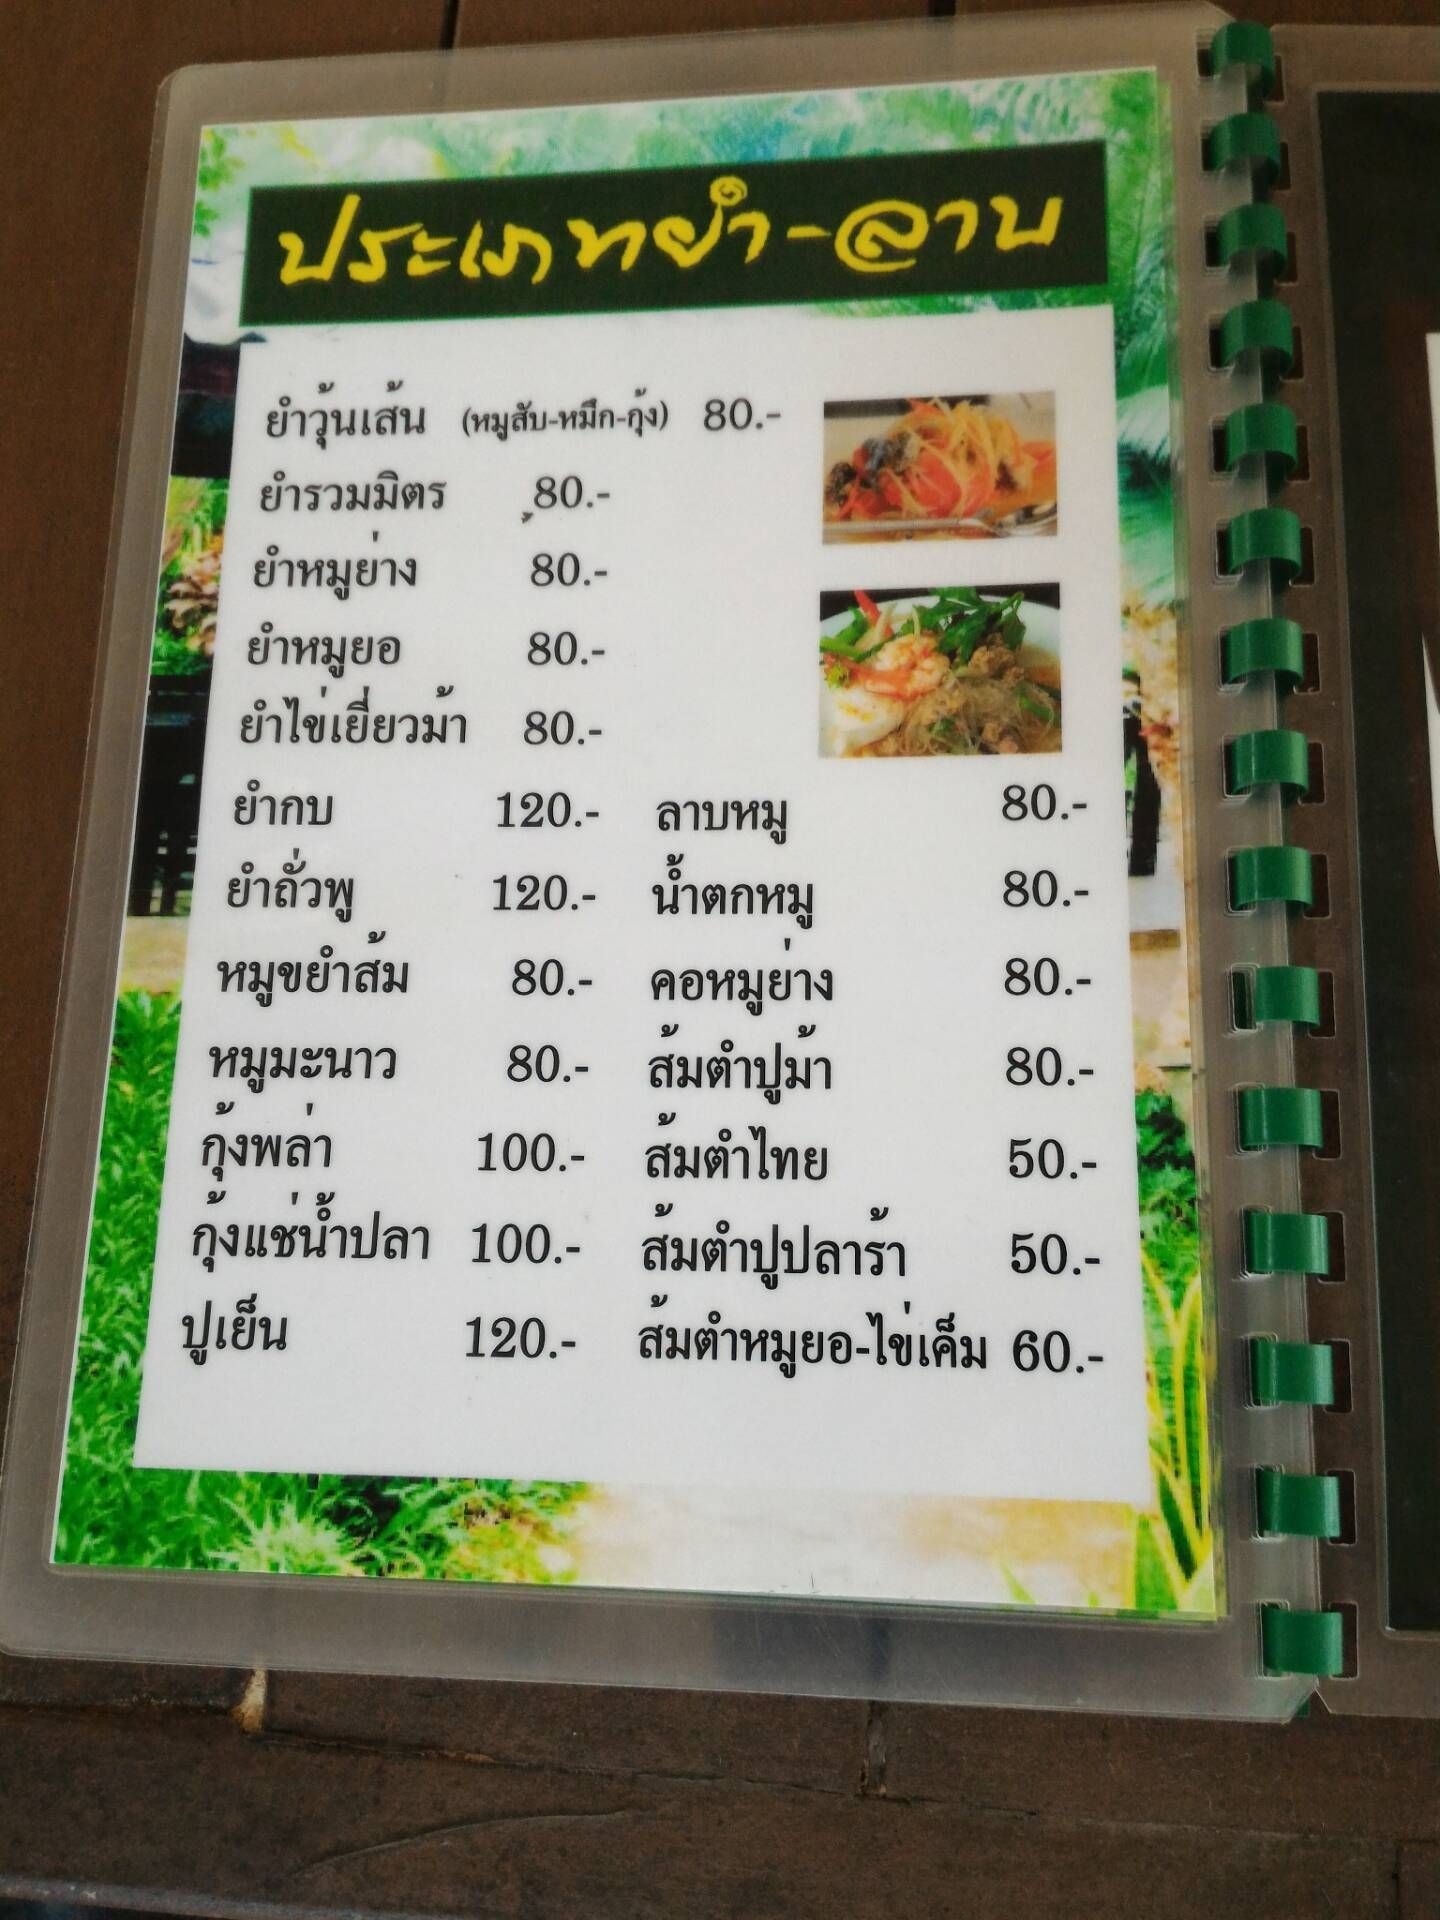 ประเภทยำ-ลาบ
ยำวุ้นเส้น (หมูสับ-หมึก-กุ้ง) 80.-
ยำรวมมิตร 80.-
ยำหมูย่าง 80.-
ยำหมูยอ 80.-
ยำไข่เยี่ยวม้า 80.-
ยำกบ 120.-
ยำถั่วพู 120.-
หมูขยำส้ม 80.-
หมูมะนาว 80.-
กุ้งพล่า 100.-
กุ้งแช่น้ำปลา 100.-
ปูเย็น 120.-
ลาบหมู 80.-
น้ำตกหมู 80.-
คอหมูย่าง 80.-
ส้มตำปูม้า 80.-
ส้มตำไทย 50.-
ส้มตำปูปลาร้า 50.-
ส้มตำหมูยอ-ไข่เค็ม 60.-